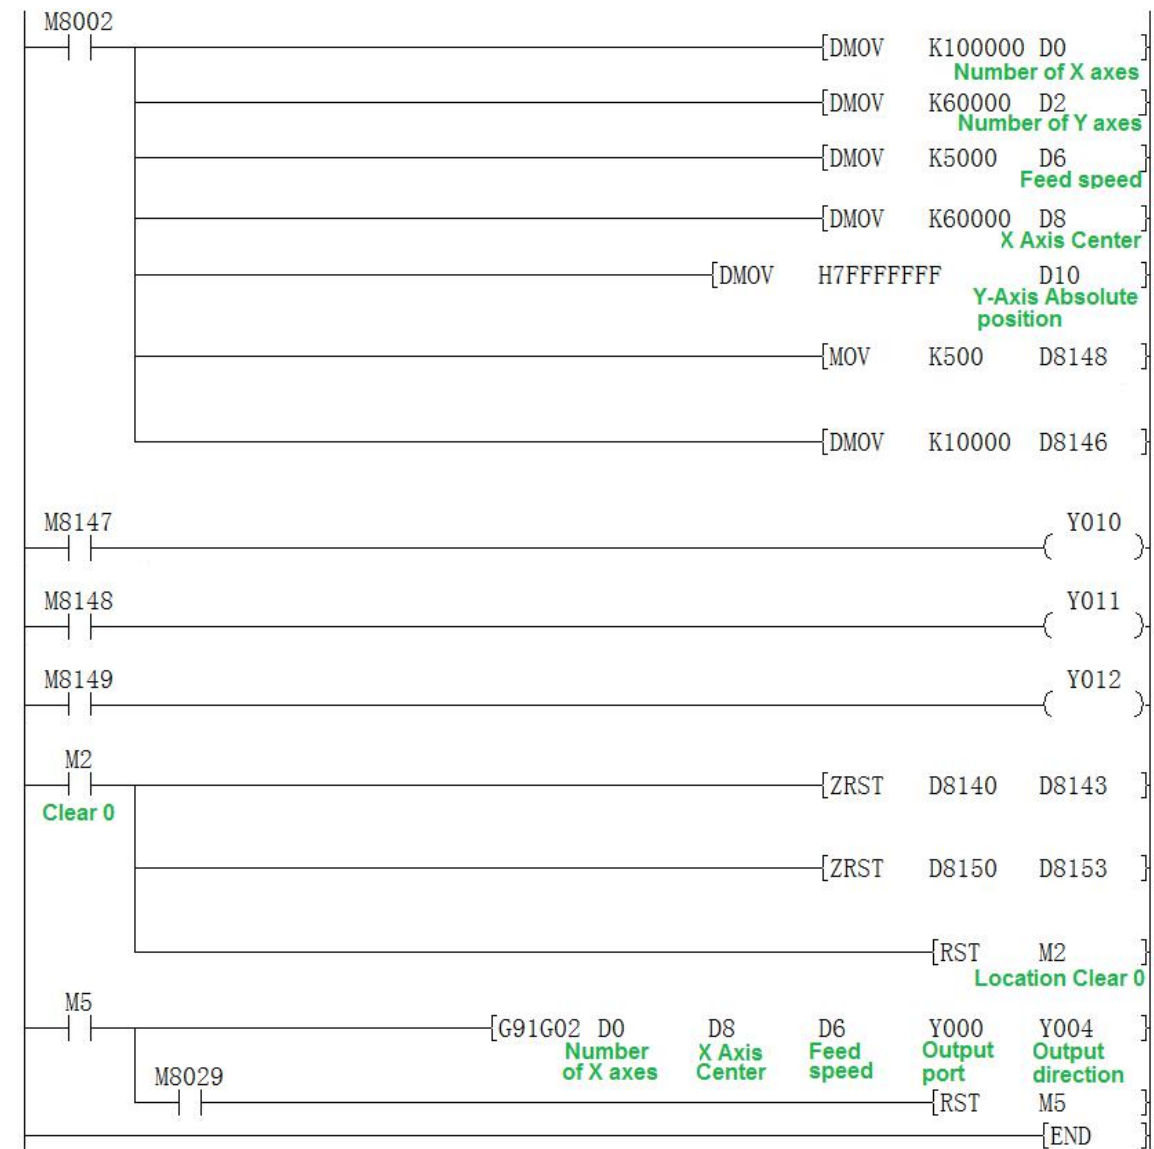 M8002
[DMOV K100000 D0 ]
Number of X axes
[DMOV K60000 D2 ]
Number of Y axes
[DMOV K5000 D6 ]
Feed speed
[DMOV K60000 D8 ]
X Axis Center
[DMOV H7FFFFFFF D10 ]
Y-Axis Absolute
position
[MOV K500 D8148 ]
[DMOV K10000 D8146 ]
M8147 Y010
M8148 Y011
M8149 Y012
M2
[ZRST D8140 D8143 ]
Clear 0
[ZRST D8150 D8153 ]
[RST M2 ]
Location Clear 0
M5
[G91G02 D0 D8 D6 Y000 Y004 ]
Number X Axis Feed Output Output
of X axes Center speed port direction
M8029
[RST M5 ]
[END ]